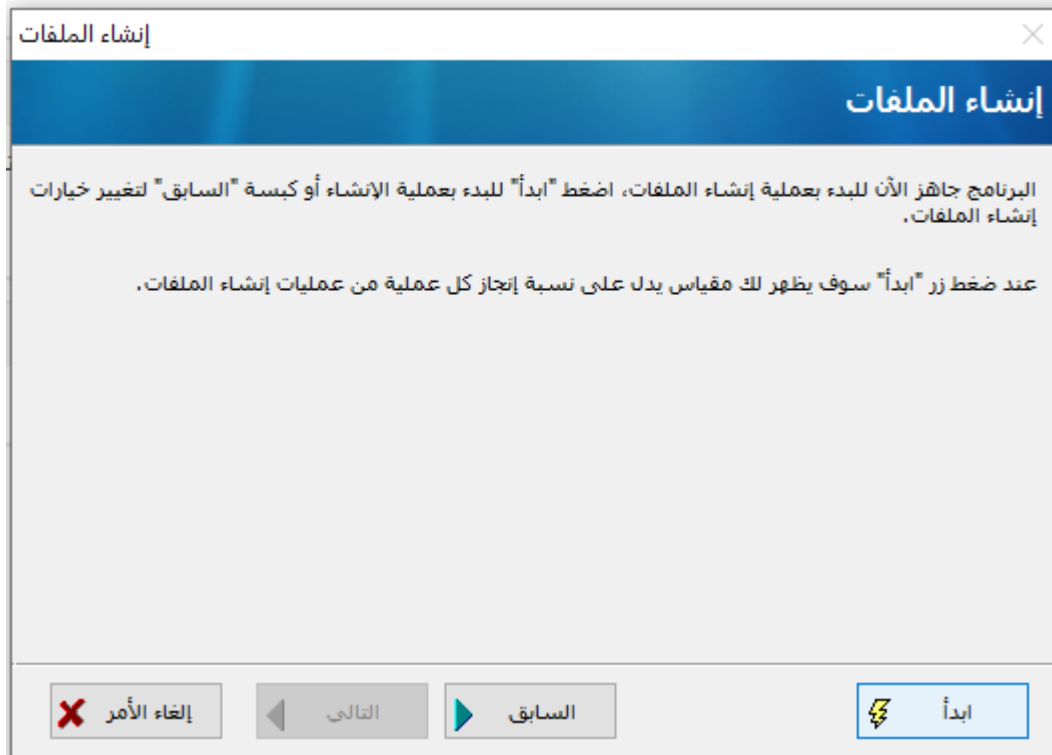 إنشاء الملفات
إنشاء الملفات
البرنامج جاهز الآن للبدء بعملية إنشاء الملفات، اضغط "ابدأ" للبدء بعملية الإنشاء أو كبسة "السابق" لتغيير خيارات
إنشاء الملفات.
عند ضغط زر "ابدأ" سوف يظهر لك مقياس يدل على نسبة إنجاز كل عملية من عمليات إنشاء الملفات.
ابدأ
السابق
التالي
إلغاء الأمر